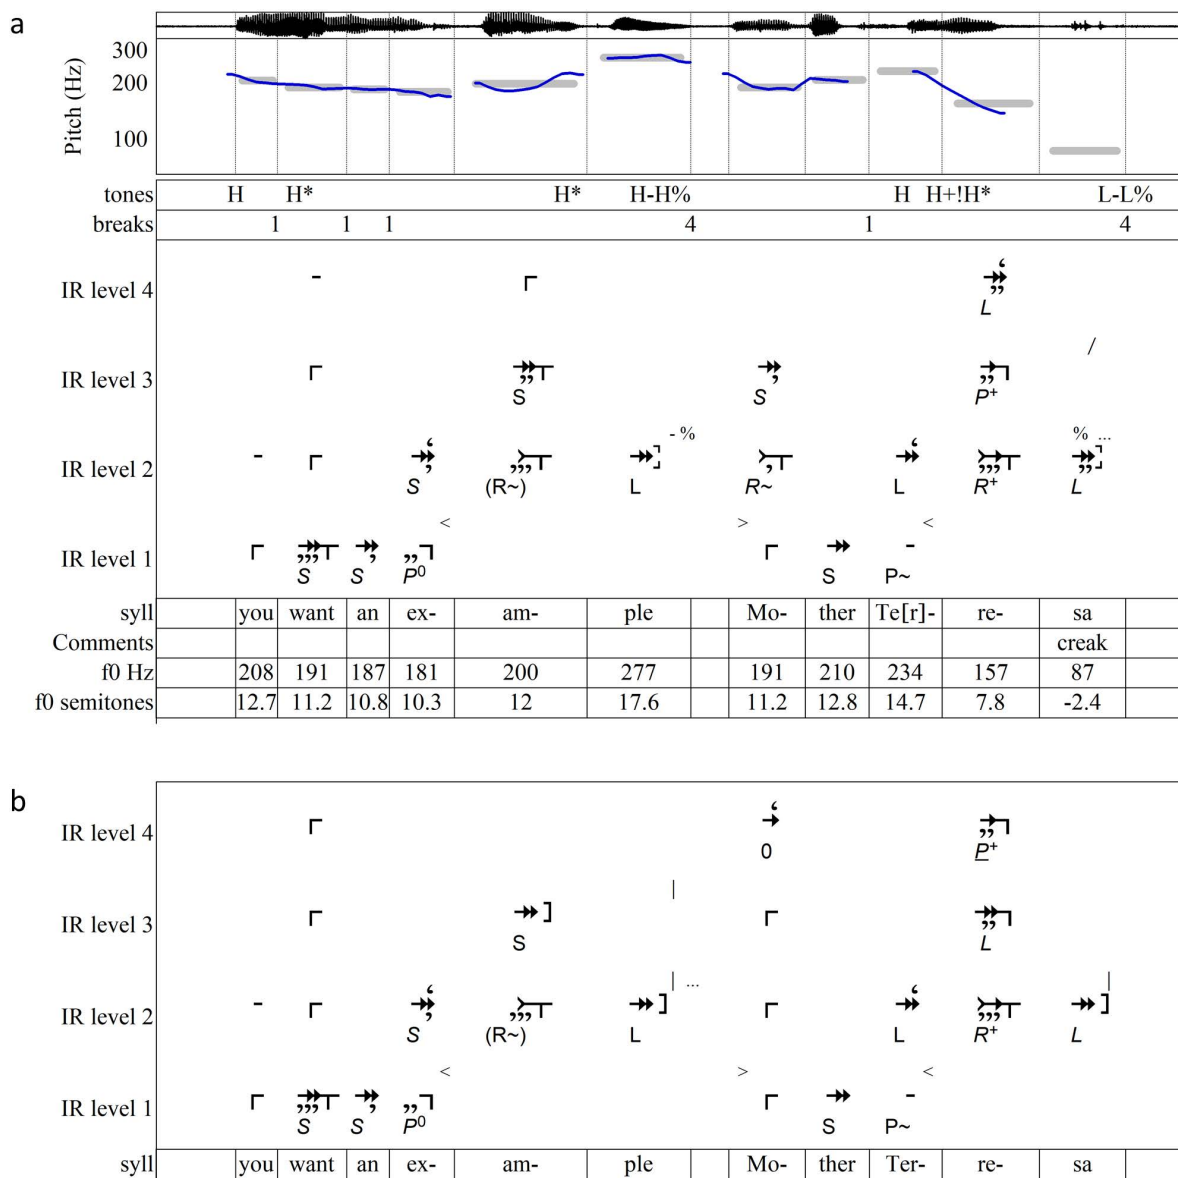 a
300
200
100
Pitch (Hz)
tones H H* H* H-H% H H+!H* L-L%
breaks 1 1 1 4 1 4
IR level 4
L
/
IR level 3
S S P+
- % % ...
IR level 2
S (R~) L R~ L R+ L
< > <
IR level 1
S S P0 S P~
syll you want an ex- am- ple Mo- ther Te[r]- re- sa
Comments creak
f0 Hz 208 191 187 181 200 277 191 210 234 157 87
f0 semitones 12.7 11.2 10.8 10.3 12 17.6 11.2 12.8 14.7 7.8 -2.4
b
IR level 4
0 P+
|
IR level 3
S L
| ... |
IR level 2
S (R~) L L R+ L
< > <
IR level 1
S S P0 S P~
syll you want an ex- am- ple Mo- ther Ter- re- sa